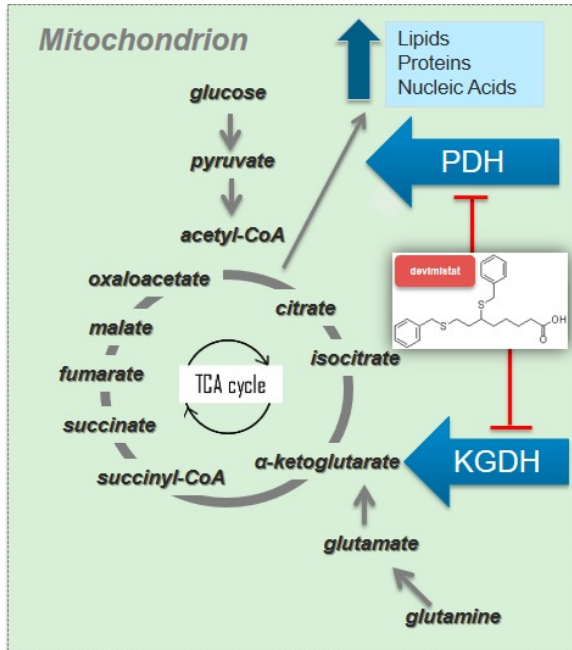 Mitochondrion
Lipids
Proteins
Nucleic Acids
glucose
pyruvate
PDH
acetyl-CoA
devimistat
oxaloacetate
citrate
S
S
OH
O
malate
isocitrate
fumarate
TCA cycle
succinate
succinyl-CoA
α-ketoglutarate
KGDH
glutamate
glutamine